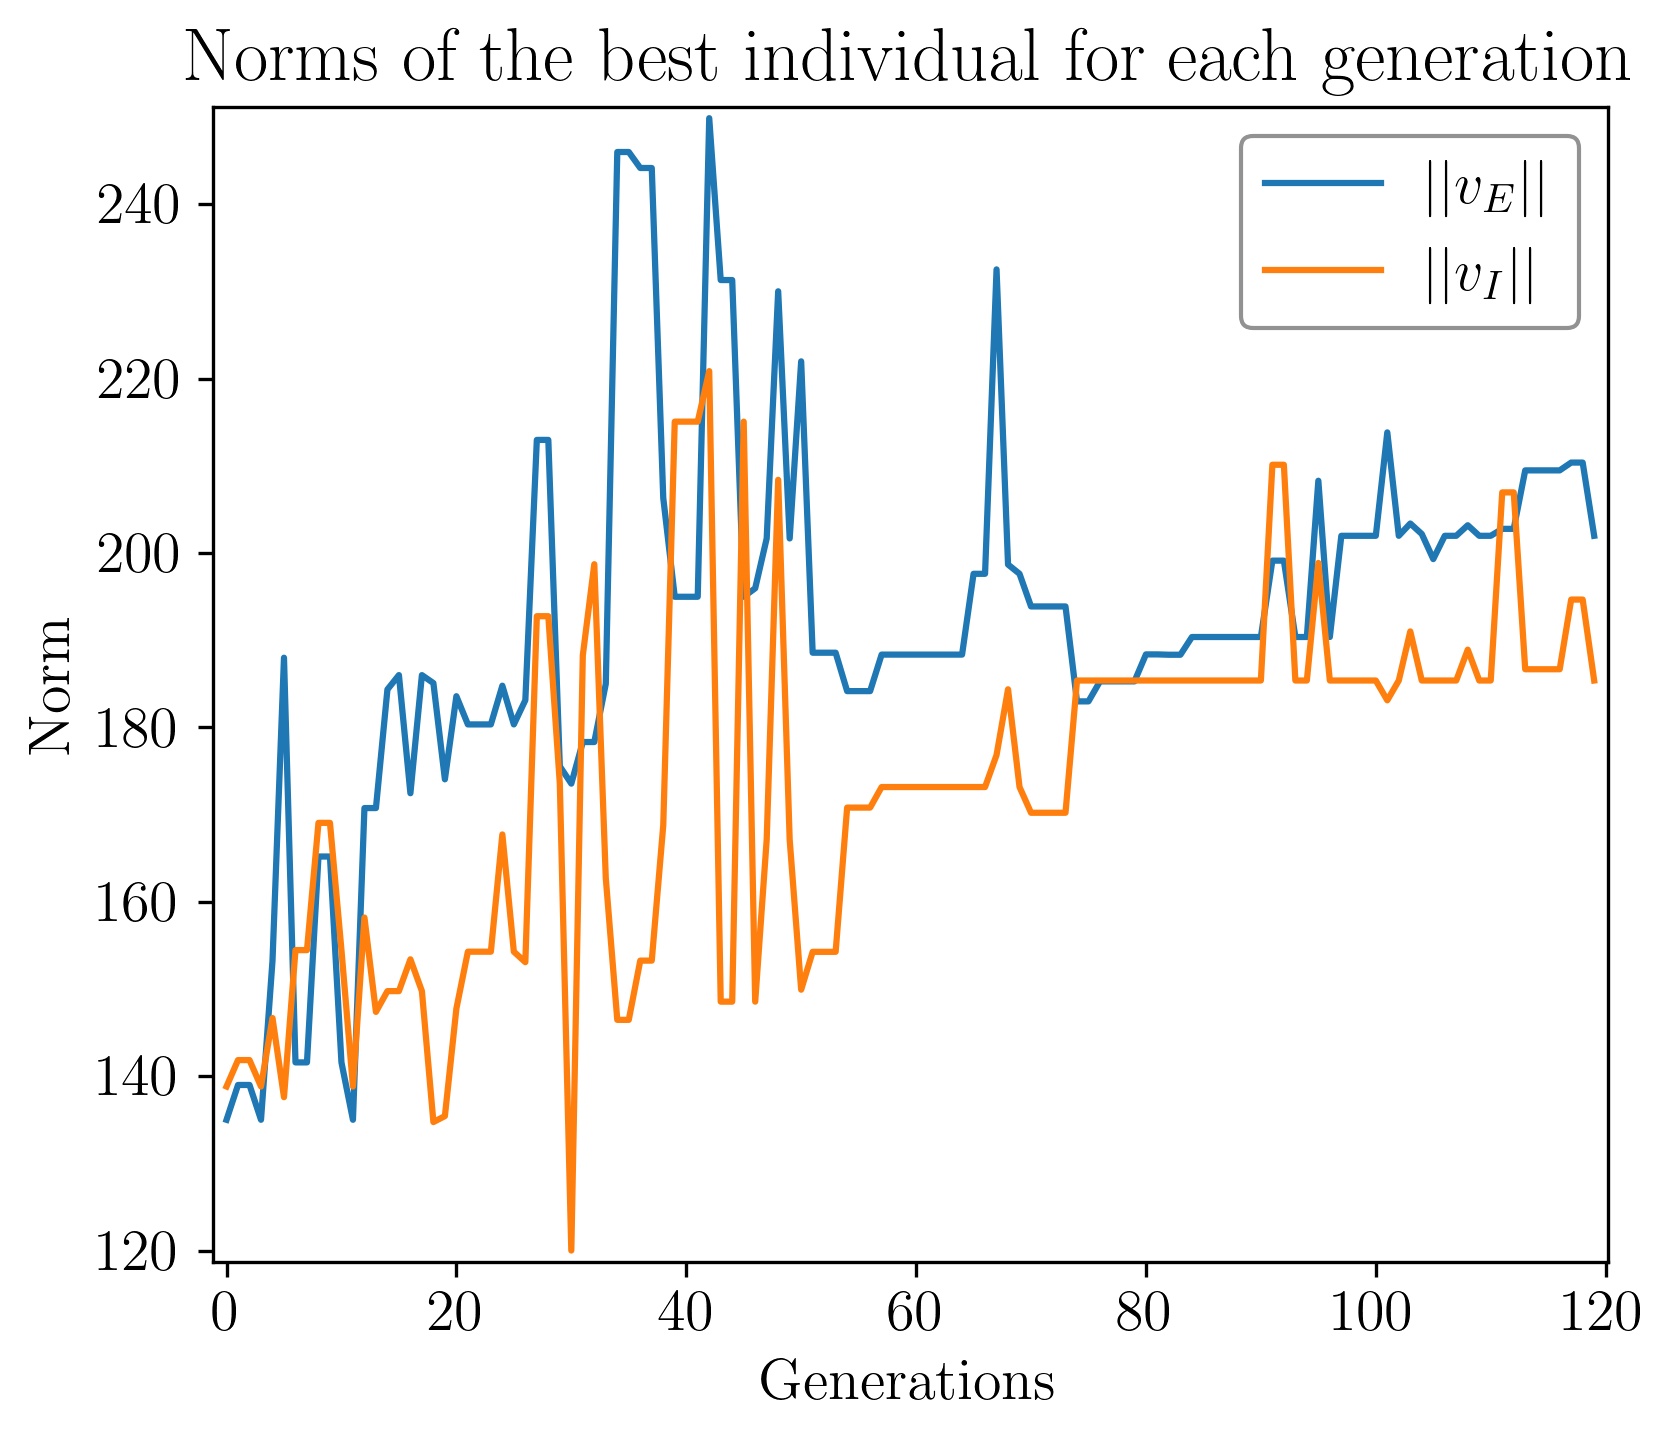 Norms of the best individual for each generation
||v_E||
||v_I||
240
220
200
180
160
140
120
Norm
0 20 40 60 80 100 120
Generations